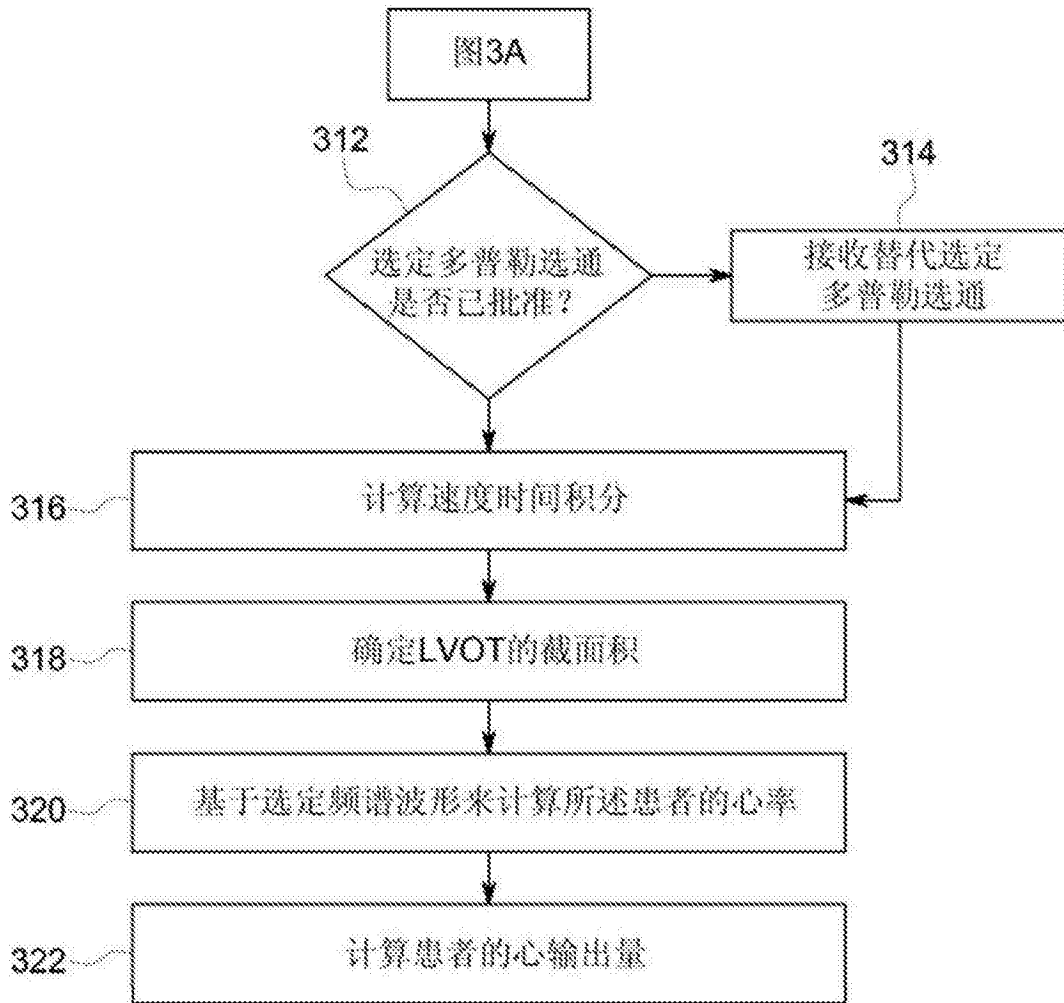 图3A
312
314
选定多普勒选通
是否已批准？
接收替代选定
多普勒选通
316
计算速度时间积分
318
确定LVOT的截面积
320
基于选定频谱波形来计算所述患者的心率
322
计算患者的心输出量